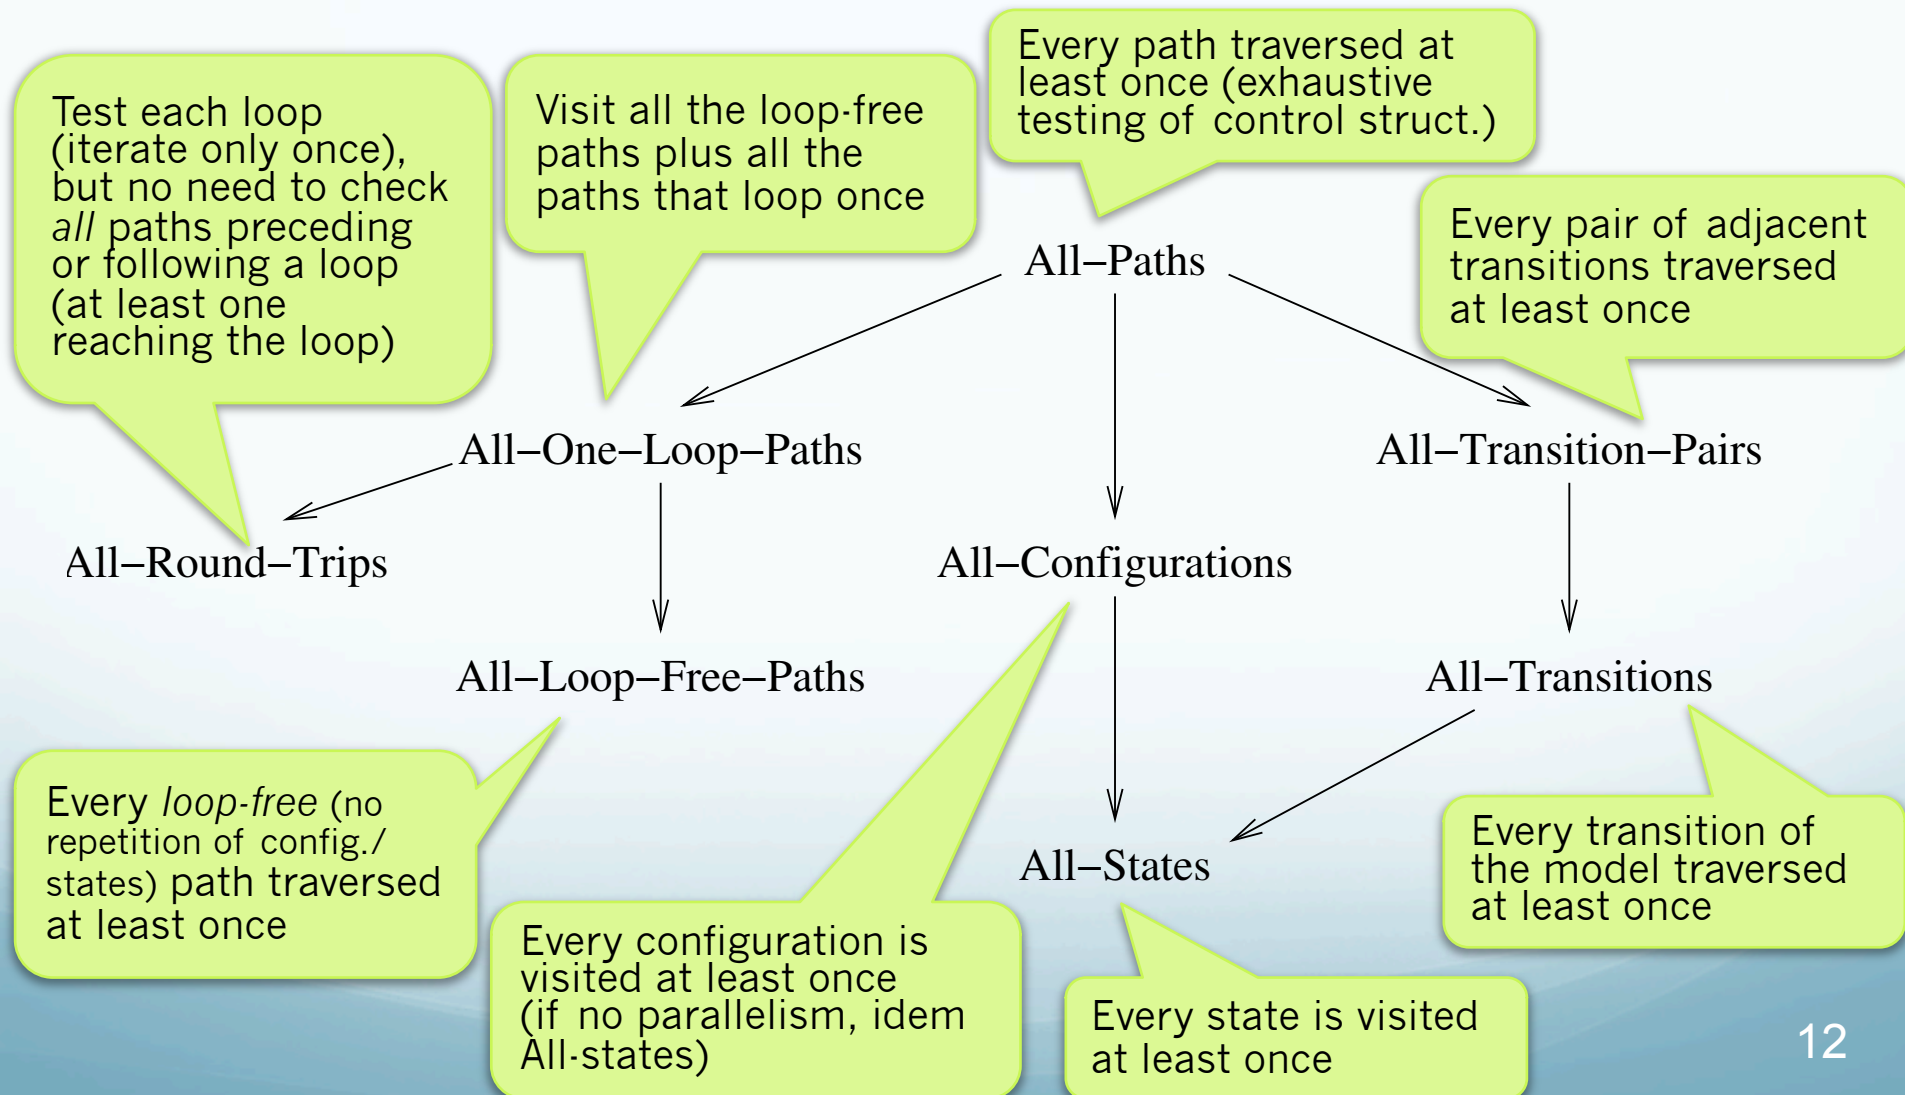 Every path traversed at
least once (exhaustive
testing of control struct.)
Test each loop
(iterate only once),
but no need to check
all paths preceding
or following a loop
(at least one
reaching the loop)
Visit all the loop-free
paths plus all the
paths that loop once
Every pair of adjacent
transitions traversed
at least once
All–Paths
All–One–Loop–Paths
All–Transition–Pairs
All–Round–Trips
All–Configurations
All–Loop–Free–Paths
All–Transitions
Every loop-free (no
repetition of config./
states) path traversed
at least once
Every transition of
the model traversed
at least once
All–States
Every configuration is
visited at least once
(if no parallelism, idem
All-states)
Every state is visited
at least once
12